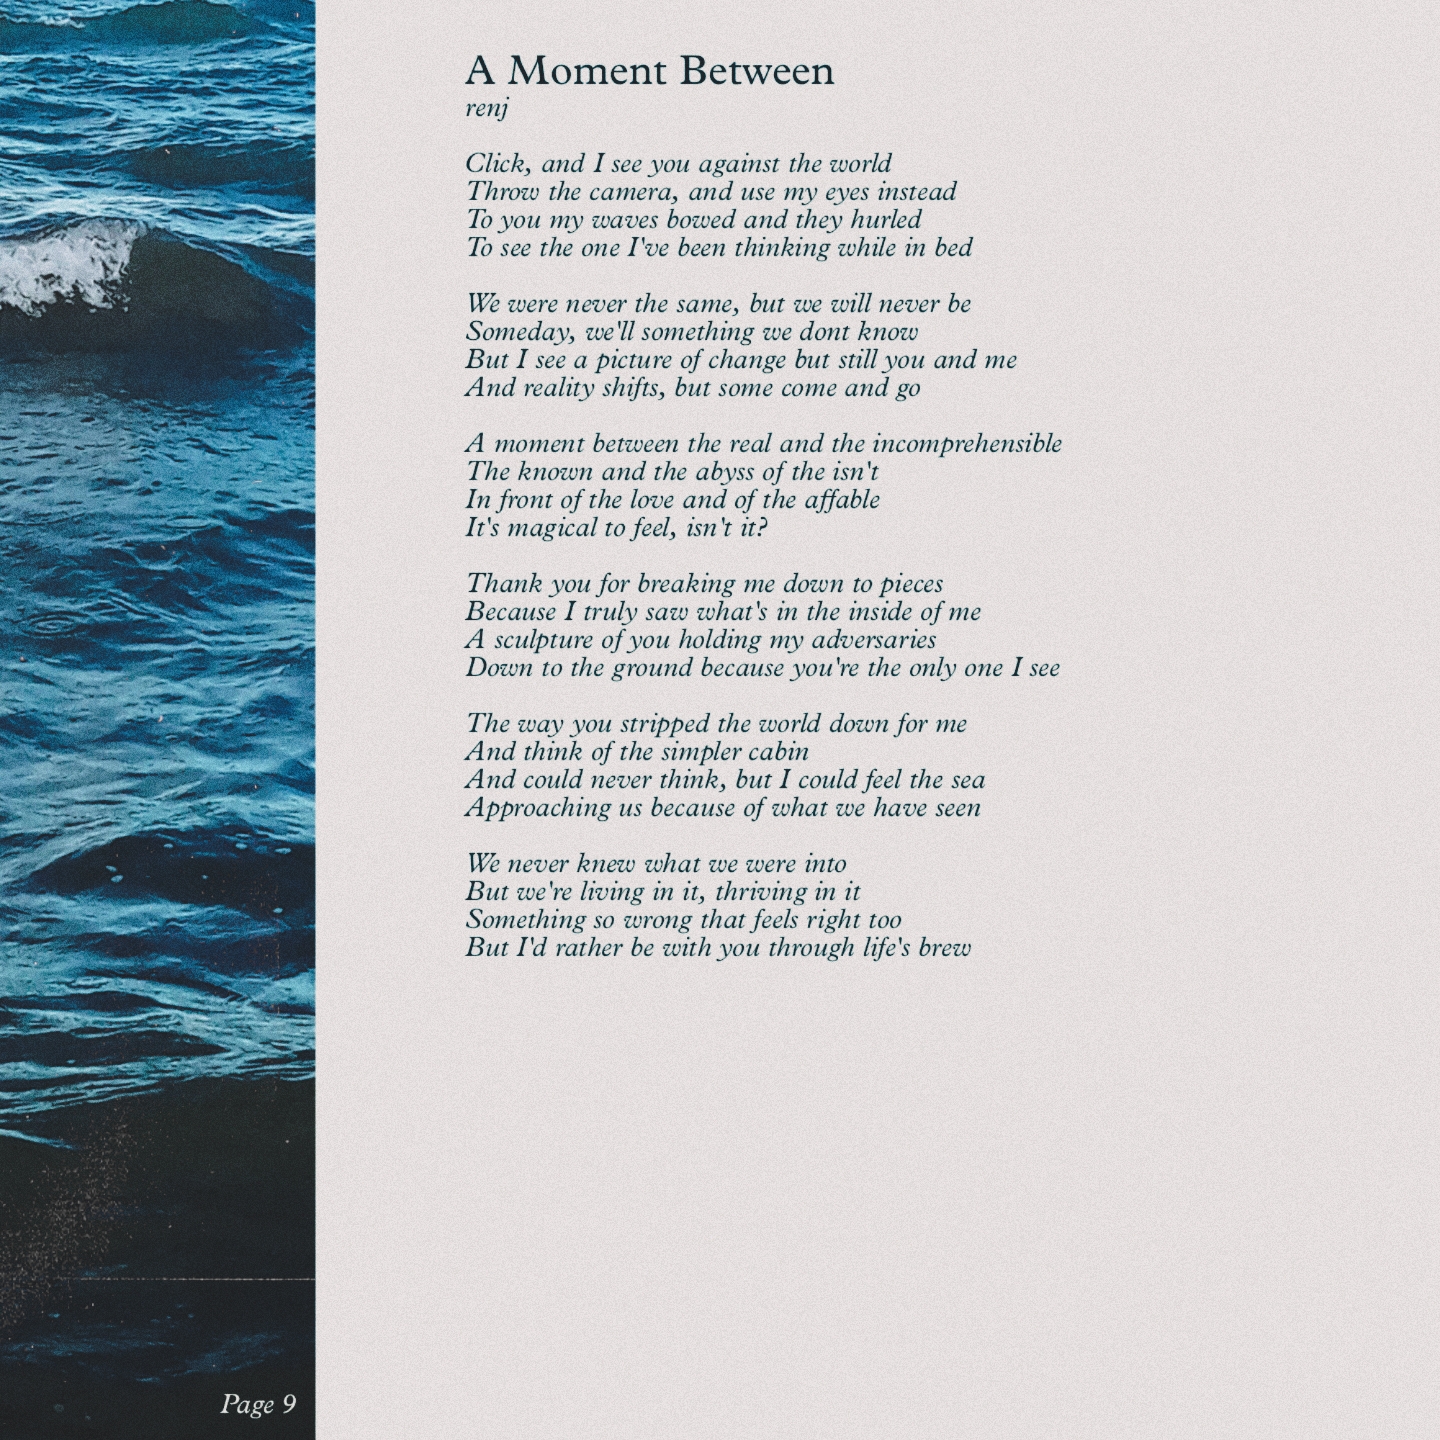 A Moment Between
renj
Click, and I see you against the world
Throw the camera, and use my eyes instead
To you my waves bowed and they hurled
To see the one I've been thinking while in bed
We were never the same, but we will never be
Someday, we'll something we dont know
But I see a picture of change but still you and me
And reality shifts, but some come and go
A moment between the real and the incomprehensible
The known and the abyss of the isn't
In front of the love and of the affable
It's magical to feel, isn't it?
Thank you for breaking me down to pieces
Because I truly saw what's in the inside of me
A sculpture of you holding my adversaries
Down to the ground because you're the only one I see
The way you stripped the world down for me
And think of the simpler cabin
And could never think, but I could feel the sea
Approaching us because of what we have seen
We never knew what we were into
But we're living in it, thriving in it
Something so wrong that feels right too
But I'd rather be with you through life's brew
Page 9